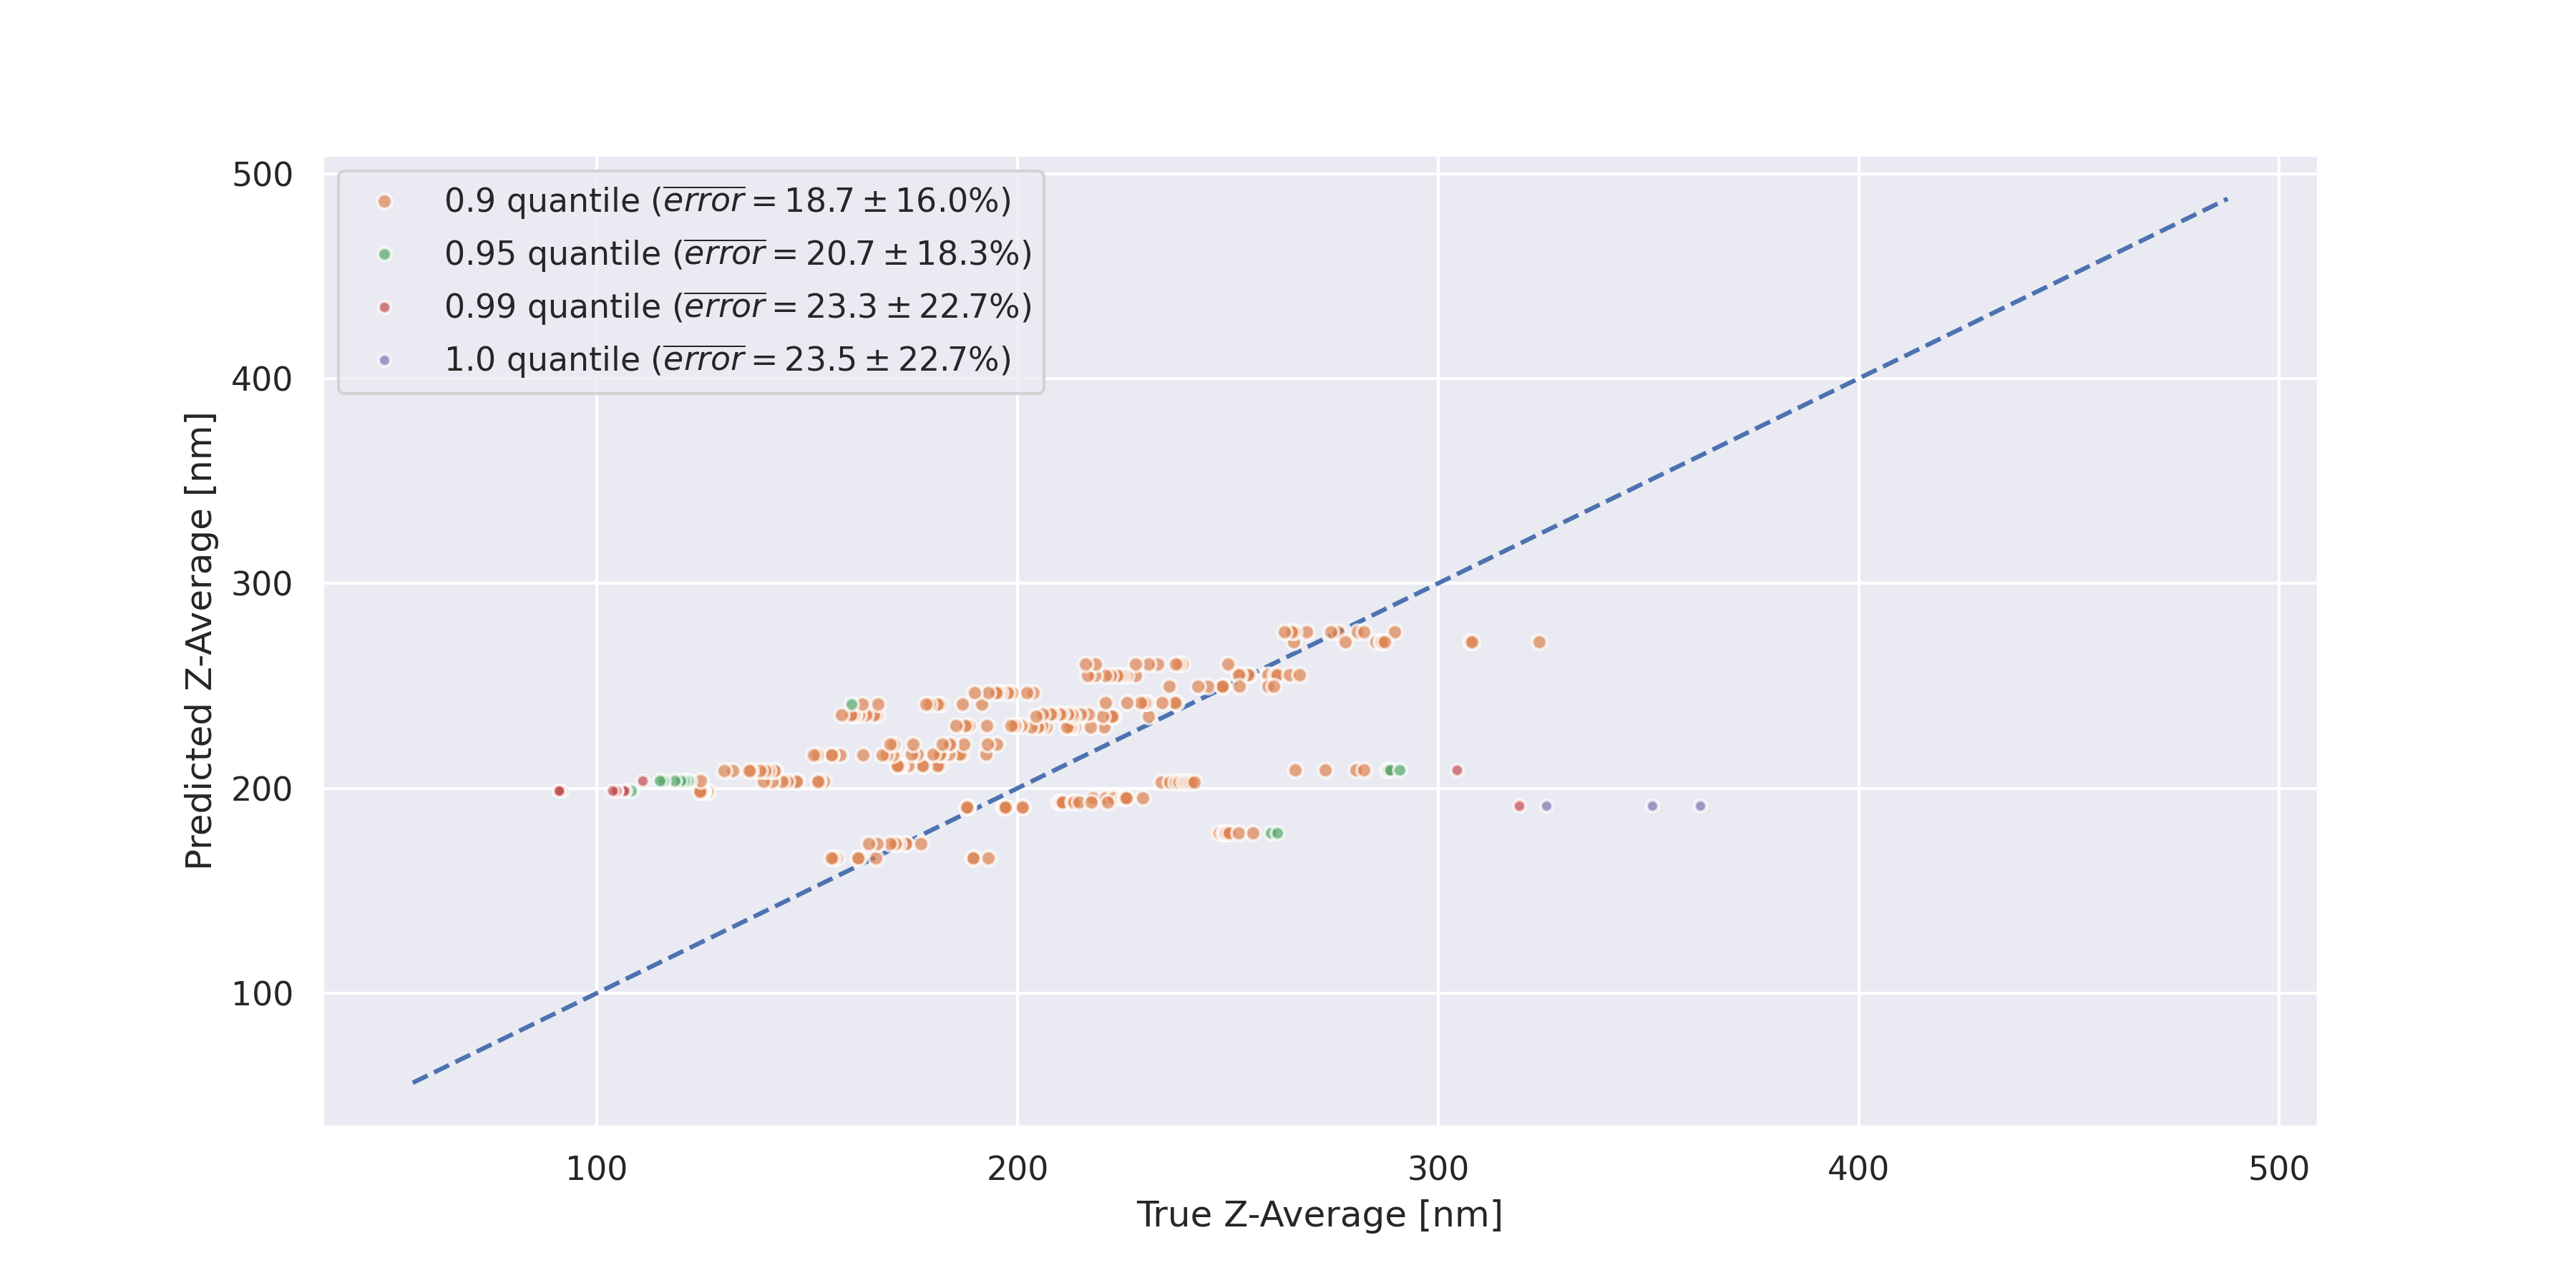 0.9 quantile (error = 18.7 ± 16.0%)
0.95 quantile (error = 20.7 ± 18.3%)
0.99 quantile (error = 23.3 ± 22.7%)
1.0 quantile (error = 23.5 ± 22.7%)
500
400
300
200
100
Predicted Z-Average [nm]
100 200 300 400 500
True Z-Average [nm]